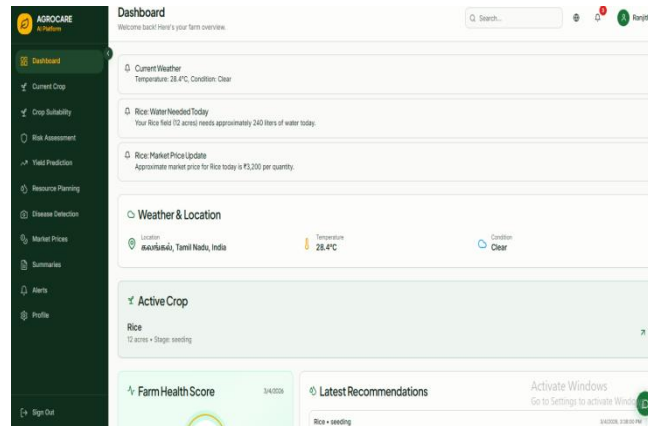 AGROCARE
AI Platform
Dashboard
Current Crop
Crop Suitability
Risk Assessment
Yield Prediction
Resource Planning
Disease Detection
Market Prices
Summaries
Alerts
Profile
Sign Out
Dashboard
Welcome back! Here's your farm overview.
Search...
Current Weather
Temperature: 28.4°C, Condition: Clear
Rice: Water Needed Today
Your Rice field (12 acres) needs approximately 240 liters of water today.
Rice: Market Price Update
Approximate market price for Rice today is ₹3,200 per quantity.
Weather & Location
Location
Tamil Nadu, India
Temperature
28.4°C
Condition
Clear
Active Crop
Rice
12 acres • Stage: seeding
Farm Health Score
3/4/2026
Latest Recommendations
Rice • seeding
Activate Windows
Go to Settings to activate